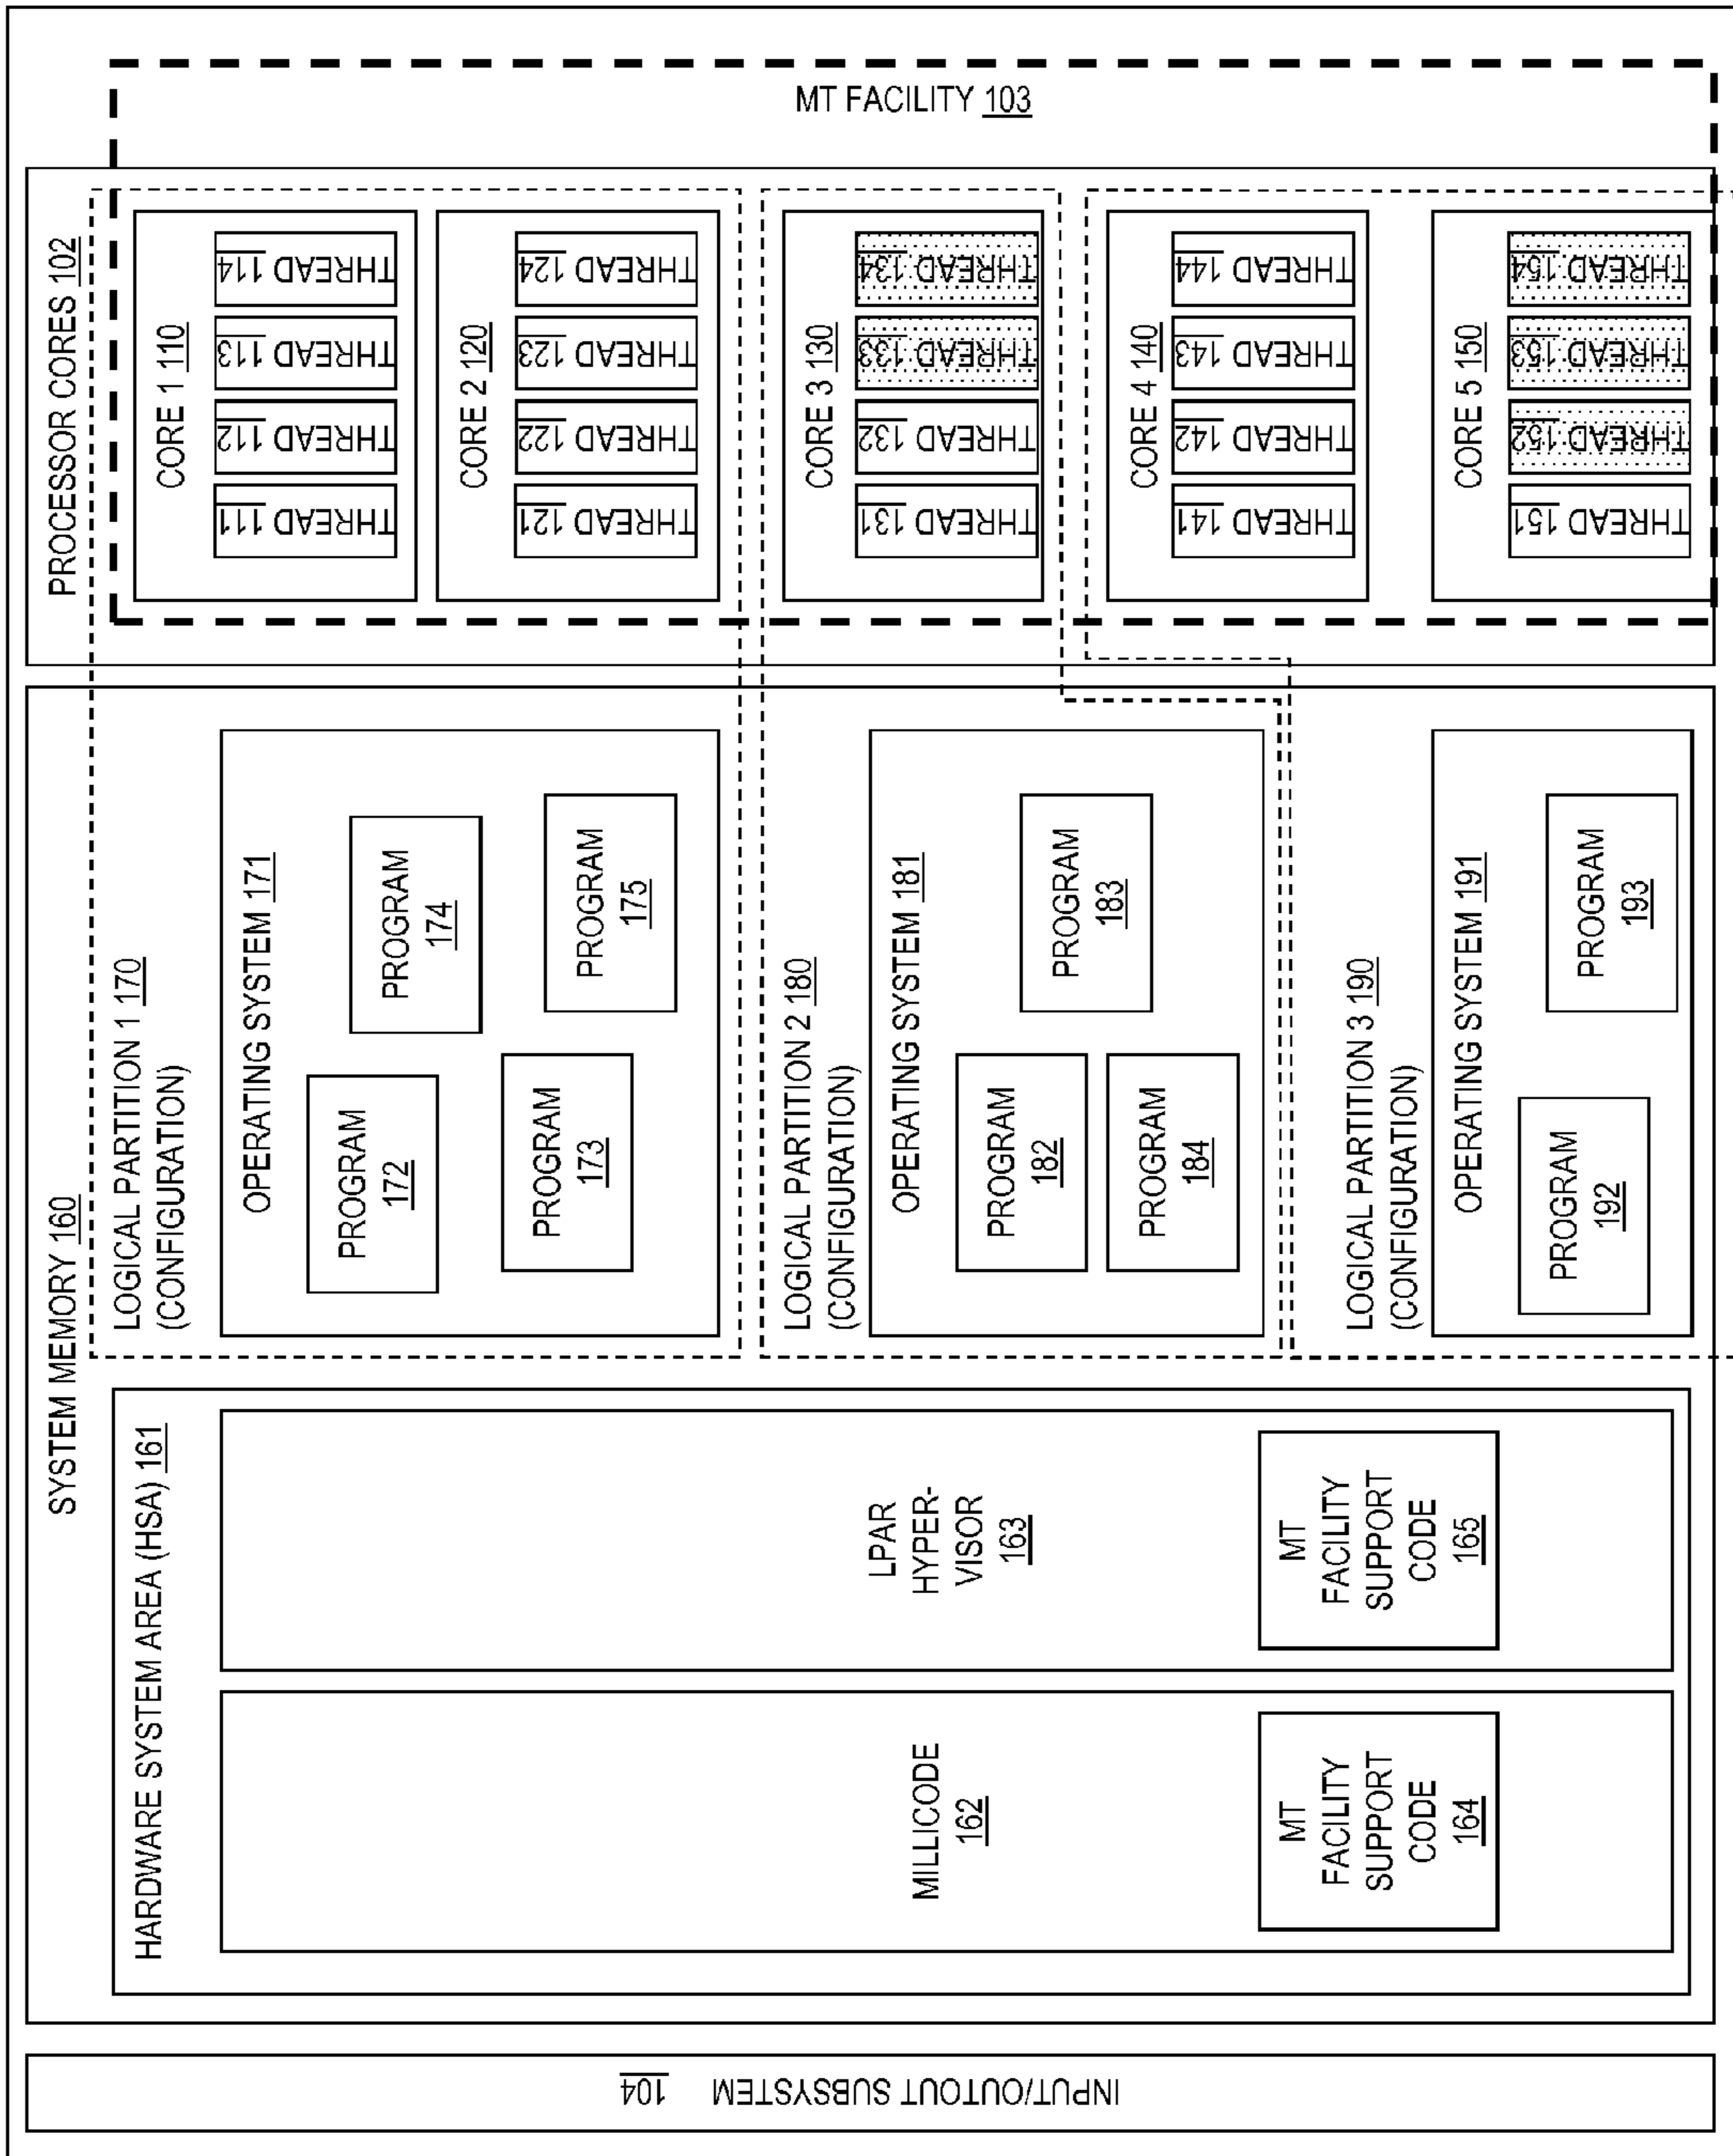 MT FACILITY 103
PROCESSOR CORES 102
CORE 1 110
THREAD 111
THREAD 112
THREAD 113
THREAD 114
CORE 2 120
THREAD 121
THREAD 122
THREAD 123
THREAD 124
CORE 3 130
THREAD 131
THREAD 132
THREAD 133
THREAD 134
CORE 4 140
THREAD 141
THREAD 142
THREAD 143
THREAD 144
CORE 5 150
THREAD 151
THREAD 152
THREAD 153
THREAD 154
SYSTEM MEMORY 160
LOGICAL PARTITION 1 170
(CONFIGURATION)
OPERATING SYSTEM 171
PROGRAM
172
PROGRAM
174
PROGRAM
173
PROGRAM
175
LOGICAL PARTITION 2 180
(CONFIGURATION)
OPERATING SYSTEM 181
PROGRAM
182
PROGRAM
183
PROGRAM
184
LOGICAL PARTITION 3 190
(CONFIGURATION)
OPERATING SYSTEM 191
PROGRAM
192
PROGRAM
193
HARDWARE SYSTEM AREA (HSA) 161
LPAR
HYPER-
VISOR
163
MT
FACILITY
SUPPORT
CODE
165
MILLICODE
162
MT
FACILITY
SUPPORT
CODE
164
INPUT/OUTOUT SUBSYSTEM 104